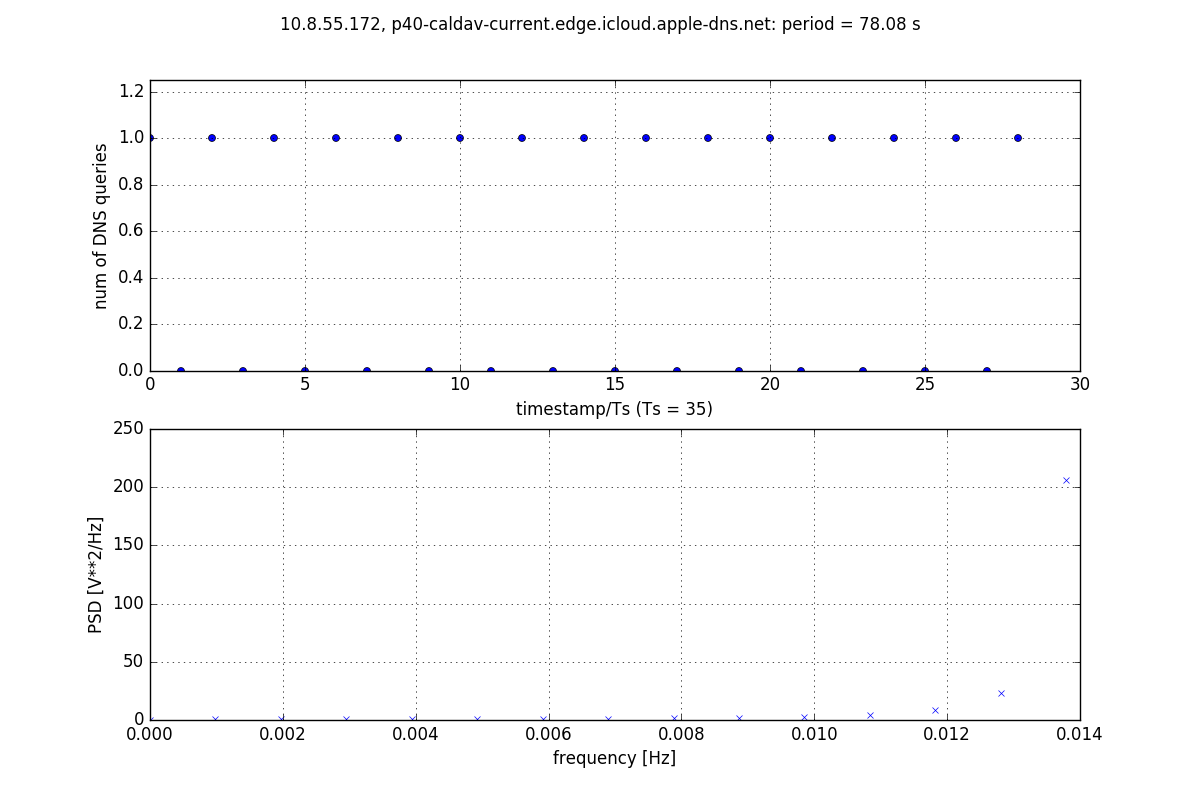 10.8.55.172, p40-caldav-current.edge.icloud.apple-dns.net: period = 78.08 s
1.2
1.0
0.8
0.6
0.4
0.2
0.0
num of DNS queries
0 5 10 15 20 25 30
timestamp/Ts (Ts = 35)
250
200
150
100
50
0
PSD [V**2/Hz]
0.000 0.002 0.004 0.006 0.008 0.010 0.012 0.014
frequency [Hz]